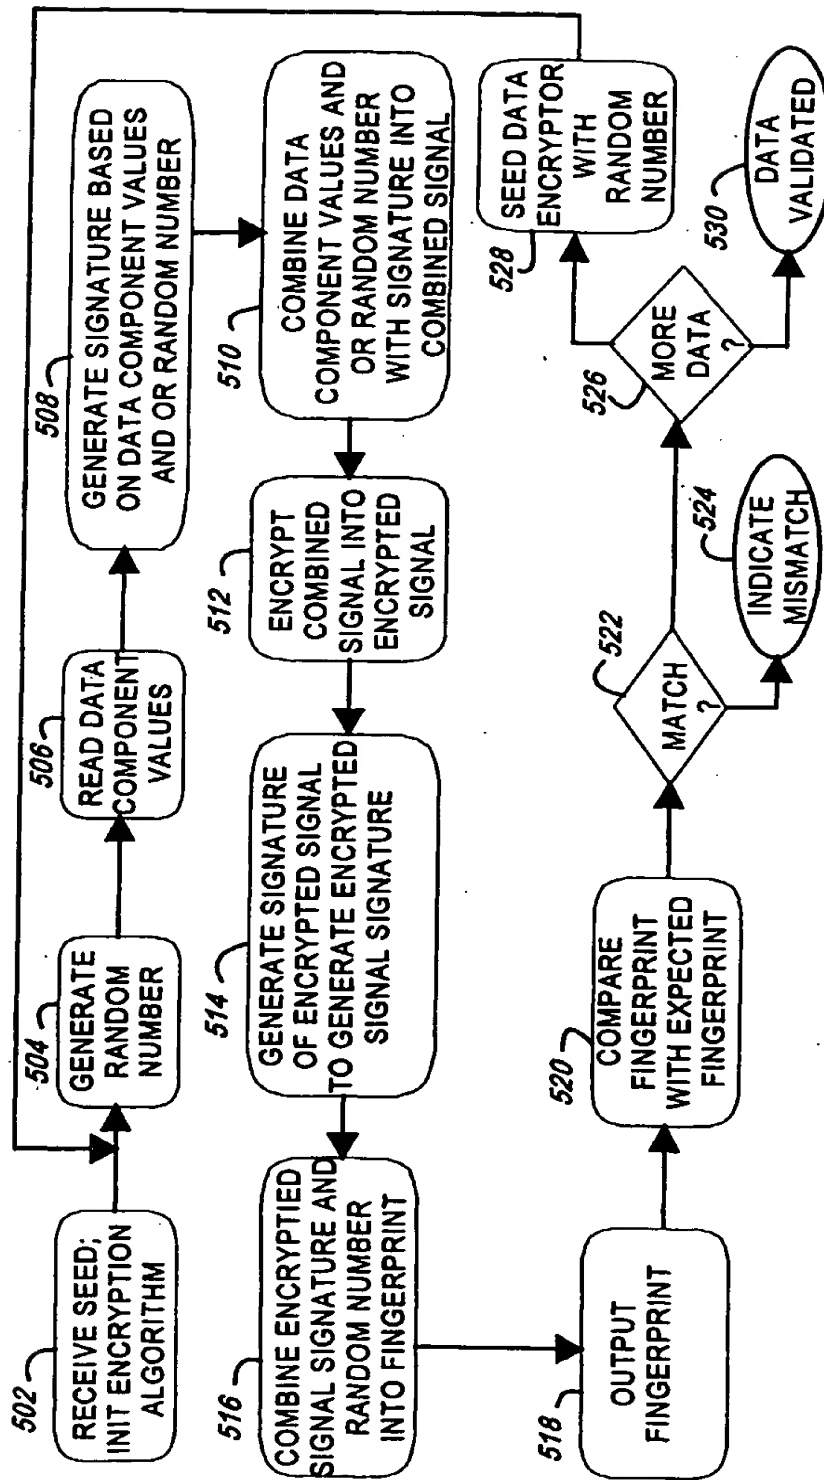 502
RECEIVE SEED;
INIT ENCRYPTION
ALGORITHM
504
GENERATE
RANDOM
NUMBER
506
READ DATA
COMPONENT
VALUES
508
GENERATE SIGNATURE BASED
ON DATA COMPONENT VALUES
AND OR RANDOM NUMBER
510
COMBINE DATA
COMPONENT VALUES AND
OR RANDOM NUMBER
WITH SIGNATURE INTO
COMBINED SIGNAL
512
ENCRYPT
COMBINED
SIGNAL INTO
ENCRYPTED
SIGNAL
514
GENERATE SIGNATURE
OF ENCRYPTED SIGNAL
TO GENERATE ENCRYPTED
SIGNAL SIGNATURE
516
COMBINE ENCRYPTIED
SIGNAL SIGNATURE AND
RANDOM NUMBER
INTO FINGERPRINT
518
OUTPUT
FINGERPRINT
520
COMPARE
FINGERPRINT
WITH EXPECTED
FINGERPRINT
522
MATCH
?
524
INDICATE
MISMATCH
526
MORE
DATA
?
528
SEED DATA
ENCRYPTOR
WITH
RANDOM
NUMBER
530
DATA
VALIDATED